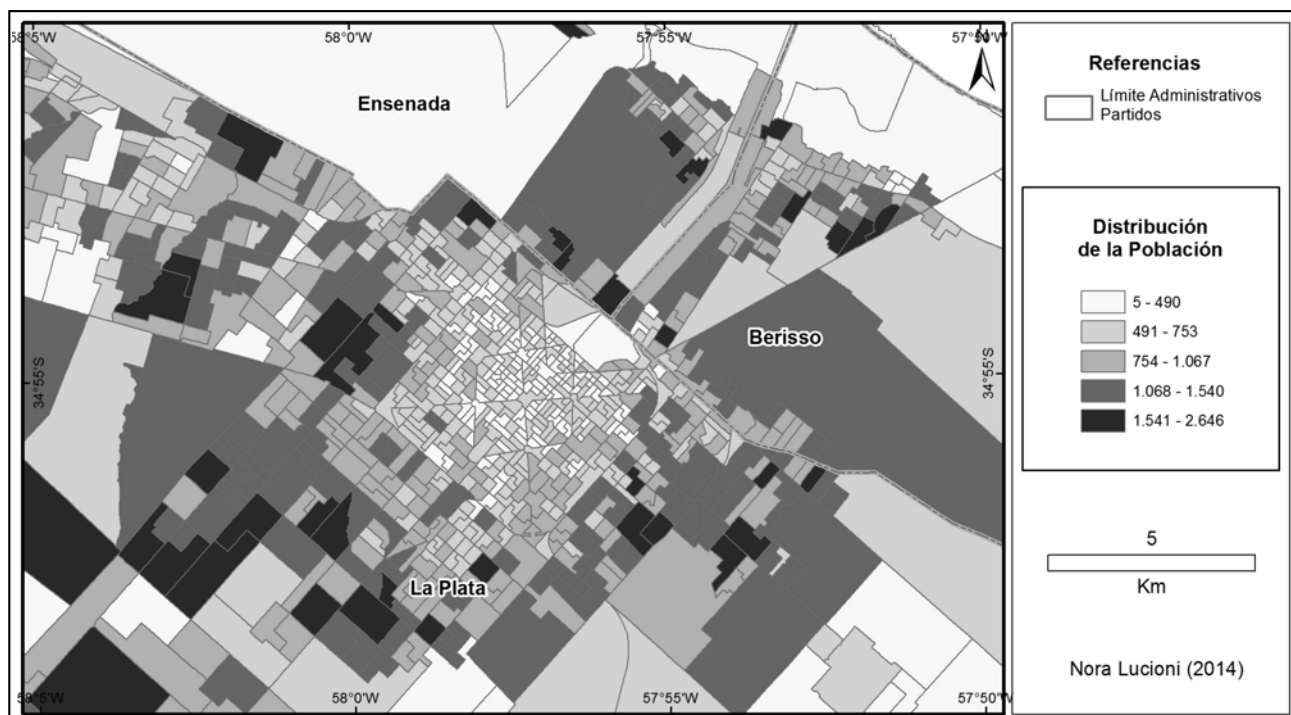 58°5'W
58°0'W
57°55'W
57°50'W
Ensenada
Berisso
La Plata
34°55'S
34°55'S
58°5'W
58°0'W
57°55'W
57°50'W
Referencias
Límite Administrativos
Partidos
Distribución
de la Población
5 - 490
491 - 753
754 - 1.067
1.068 - 1.540
1.541 - 2.646
5
Km
Nora Lucioni (2014)